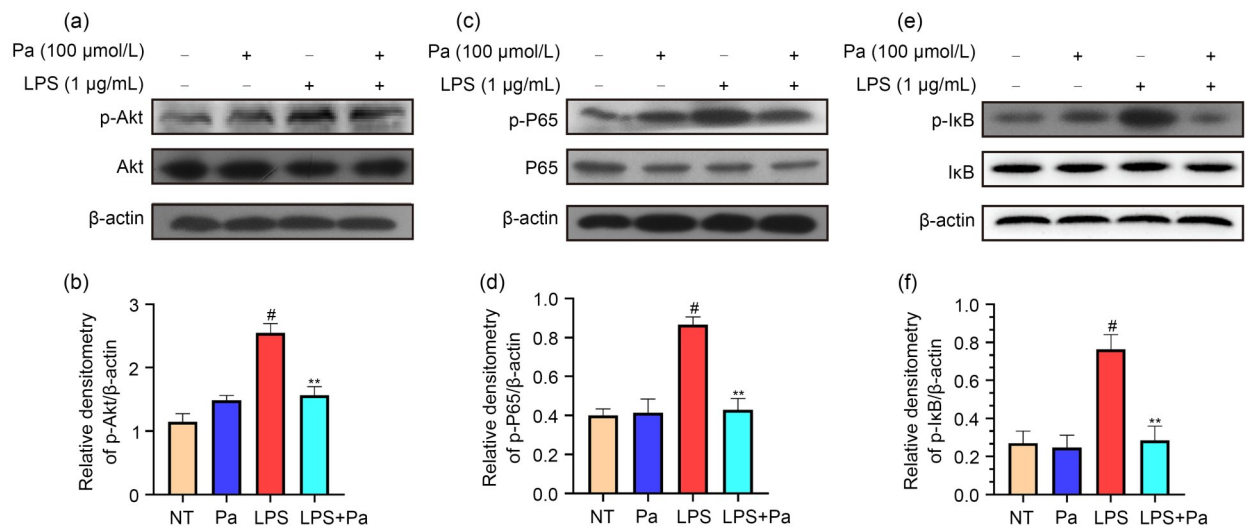 (a)
Pa (100 μmol/L) – + – +
LPS (1 μg/mL) – – + +
p-Akt
Akt
β-actin
(c)
Pa (100 μmol/L) – + – +
LPS (1 μg/mL) – – + +
p-P65
P65
β-actin
(e)
Pa (100 μmol/L) – + – +
LPS (1 μg/mL) – – + +
p-IκB
IκB
β-actin
(b)
Relative densitometry
of p-Akt/β-actin
3
2
1
0
#
**
NT Pa LPS LPS+Pa
(d)
Relative densitometry
of p-P65/β-actin
1.0
0.8
0.6
0.4
0.2
0.0
#
**
NT Pa LPS LPS+Pa
(f)
Relative densitometry
of p-IκB/β-actin
1.0
0.8
0.6
0.4
0.2
0.0
#
**
NT Pa LPS LPS+Pa